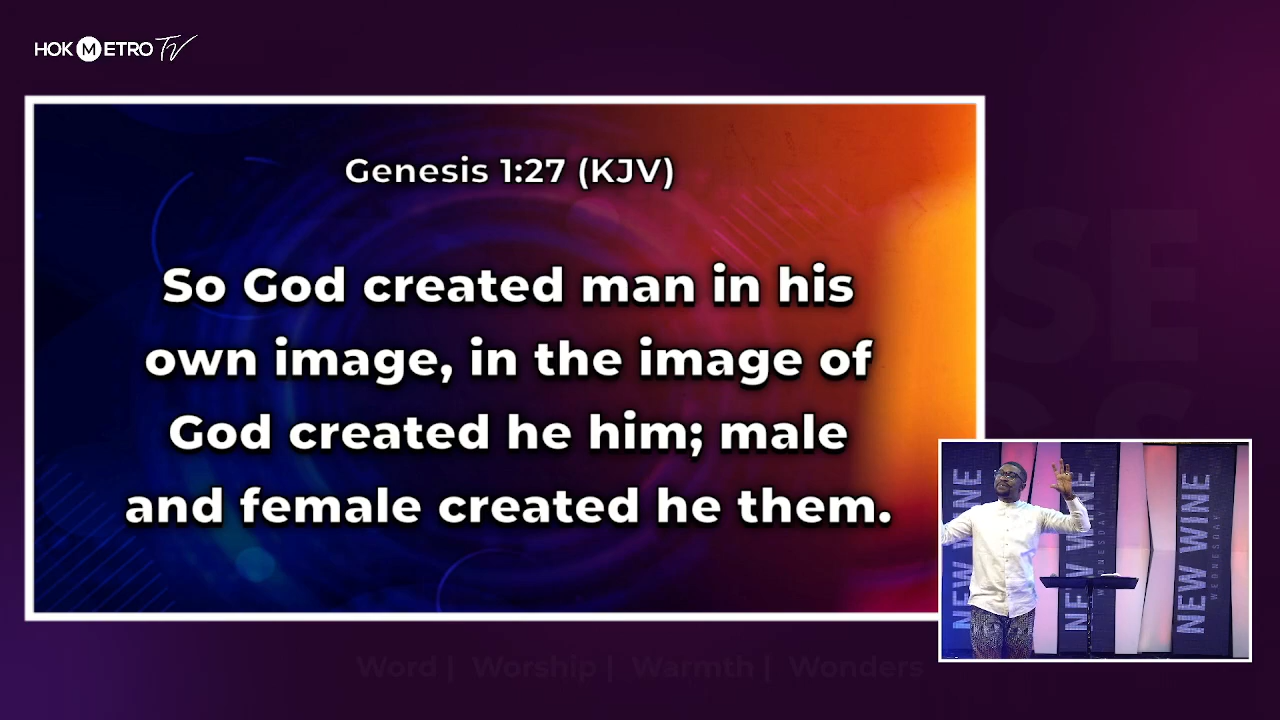 HOK METRO TV
Genesis 1:27 (KJV)
So God created man in his
own image, in the image of
God created he him; male
and female created he them.
NEW WINE
NEW WINE
WEDNESDAY
NEW WINE
WEDNESDAY
Word | Worship | Warmth | Wonders